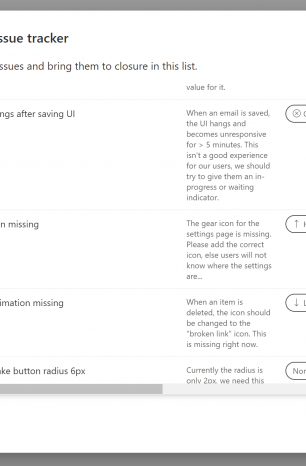 ssue tracker
ssues and bring them to closure in this list.
value for it.
ngs after saving UI
When an email is saved,
the UI hangs and
becomes unresponsive
for > 5 minutes. This
isn't a good experience
for our users, we should
try to give them an in-
progress or waiting
indicator.
n missing
The gear icon for the
settings page is missing.
Please add the correct
icon, else users will not
know where the settings
are...
↑
imation missing
When an item is
deleted, the icon should
be changed to the
"broken link" icon. This
is missing right now.
↓ L
ke button radius 6px
Currently the radius is
only 2px, we need this
Nor